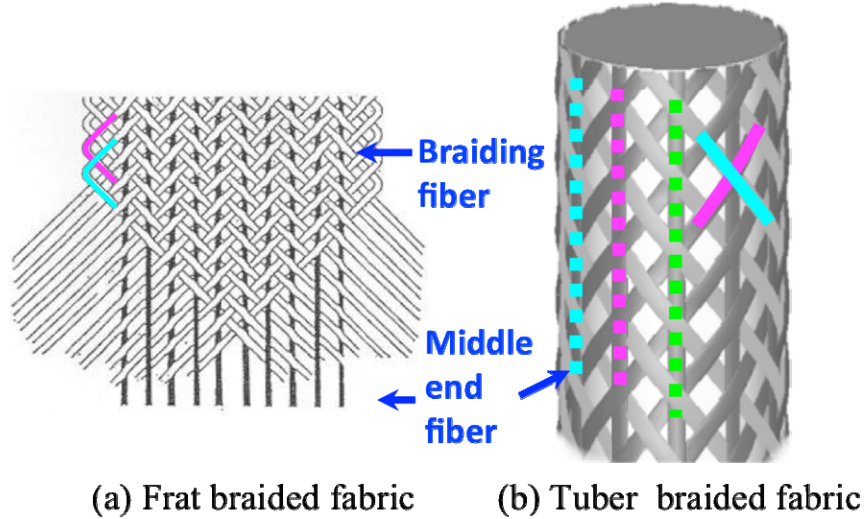 Braiding
fiber
Middle
end
fiber
(a) Frat braided fabric
(b) Tuber braided fabric